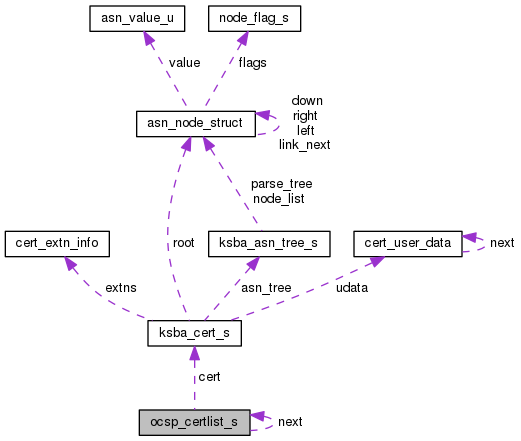 asn_value_u
node_flag_s
value
flags
asn_node_struct
down
right
left
link_next
parse_tree
node_list
cert_extn_info
root
ksba_asn_tree_s
cert_user_data
next
extns
asn_tree
udata
ksba_cert_s
cert
ocsp_certlist_s
next